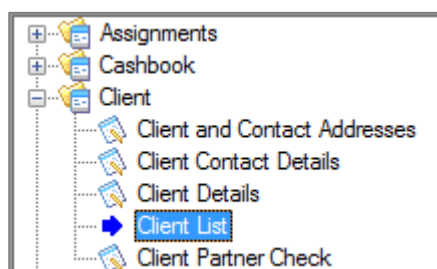 Assignments
Cashbook
Client
Client and Contact Addresses
Client Contact Details
Client Details
Client List
Client Partner Check